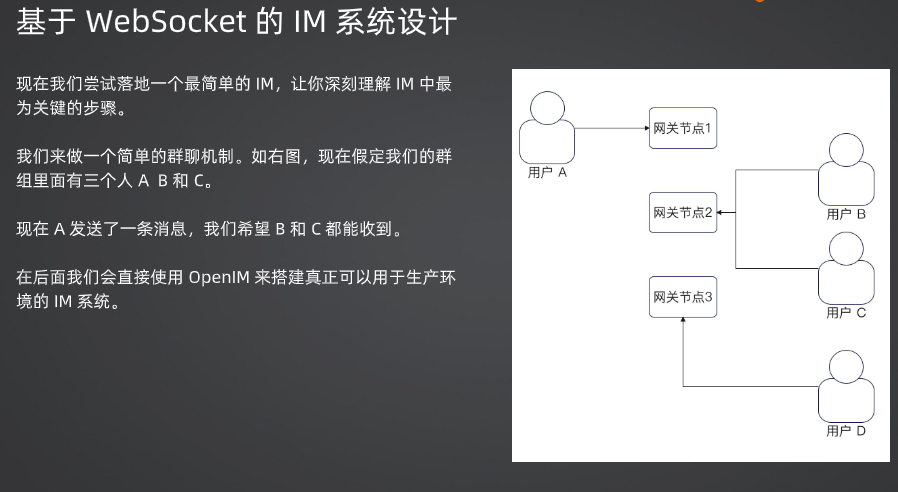 基于 WebSocket 的 IM 系统设计
现在我们尝试落地一个最简单的 IM，让你深刻理解 IM 中最
为关键的步骤。
我们来做一个简单的群聊机制。如右图，现在假定我们的群
组里面有三个人 A B 和 C。
现在 A 发送了一条消息，我们希望 B 和 C 都能收到。
在后面我们会直接使用 OpenIM 来搭建真正可以用于生产环
境的 IM 系统。
用户 A
网关节点1
网关节点2
用户 B
网关节点3
用户 C
用户 D